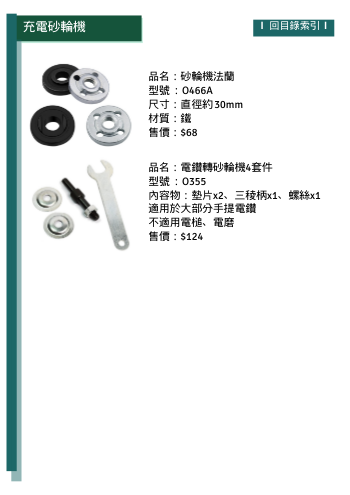 充電砂輪機
回目錄索引
品名：砂輪機法蘭
型號：O466A
尺寸：直徑約30mm
材質：鐵
售價：$68
品名：電鑽轉砂輪機4套件
型號：O355
內容物：墊片x2、三稜柄x1、螺絲x1
適用於大部分手提電鑽
不適用電槌、電磨
售價：$124